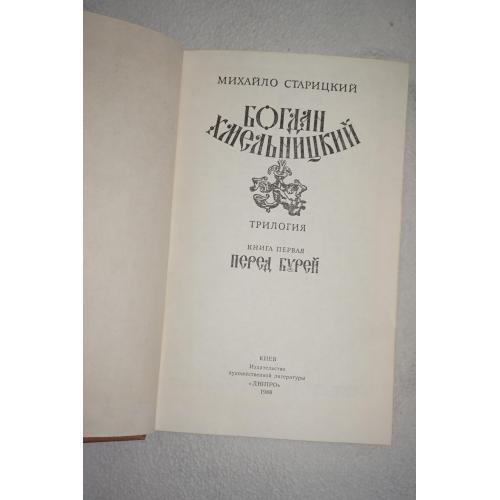 МИХАЙЛО СТАРИЦКИЙ
БОГДАН
ХМЕЛЬНИЦКИЙ
ТРИЛОГИЯ
КНИГА ПЕРВАЯ
ПЕРЕД БУРЕЙ
КИЕВ
Издательство
художественной литературы
«ДНІПРО»
1988